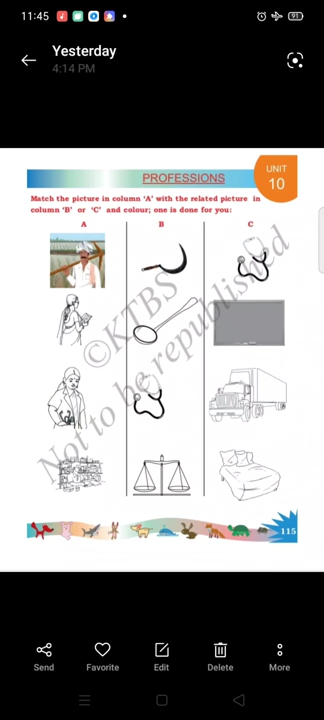 11:45
91
Yesterday
4:14 PM
PROFESSIONS
UNIT
10
Match the picture in column 'A' with the related picture in
column 'B' or 'C' and colour; one is done for you:
A B C
©KTBS
Not to be republished
115
Send Favorite Edit Delete More